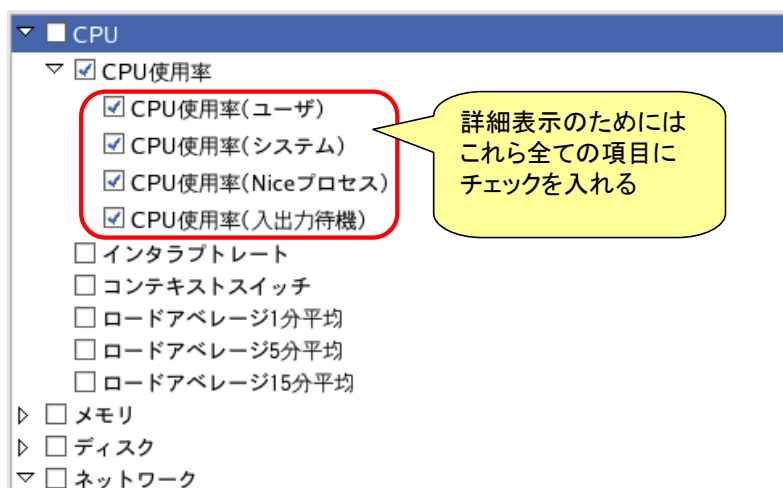 CPU
CPU使用率
CPU使用率(ユーザ)
CPU使用率(システム)
CPU使用率(Niceプロセス)
CPU使用率(入出力待機)
詳細表示のためには
これら全ての項目に
チェックを入れる
インタラプトレート
コンテキストスイッチ
ロードアベレージ1分平均
ロードアベレージ5分平均
ロードアベレージ15分平均
メモリ
ディスク
ネットワーク